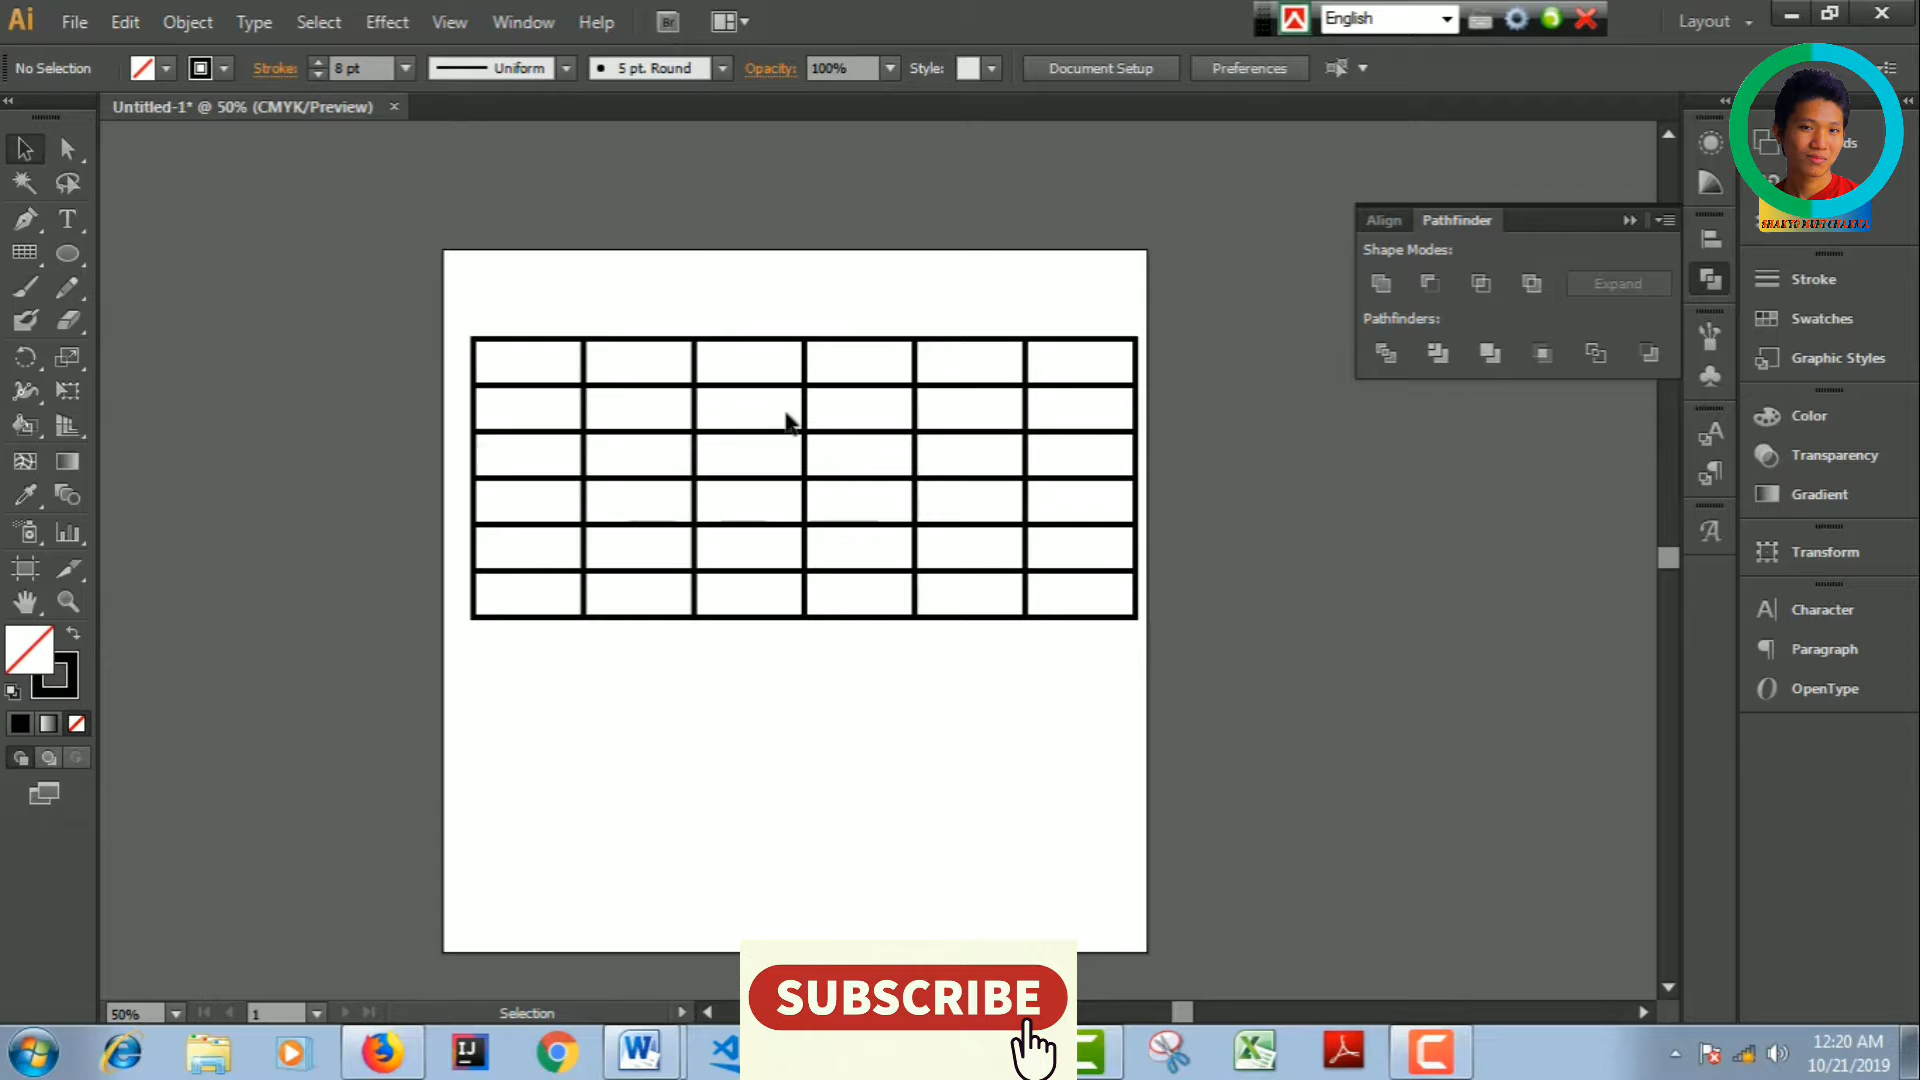 Ai File Edit Object Type Select Effect View Window Help Br English Layout
No Selection Stroke: 8 pt Uniform 5 pt. Round Opacity: 100% Style: Document Setup Preferences
Untitled-1* @ 50% (CMYK/Preview)
Align Pathfinder
Shape Modes:
Expand
Pathfinders:
Stroke
Swatches
Graphic Styles
Color
Transparency
Gradient
Transform
Character
Paragraph
OpenType
50% 1 Selection
SUBSCRIBE
IJ
12:20 AM
10/21/2019